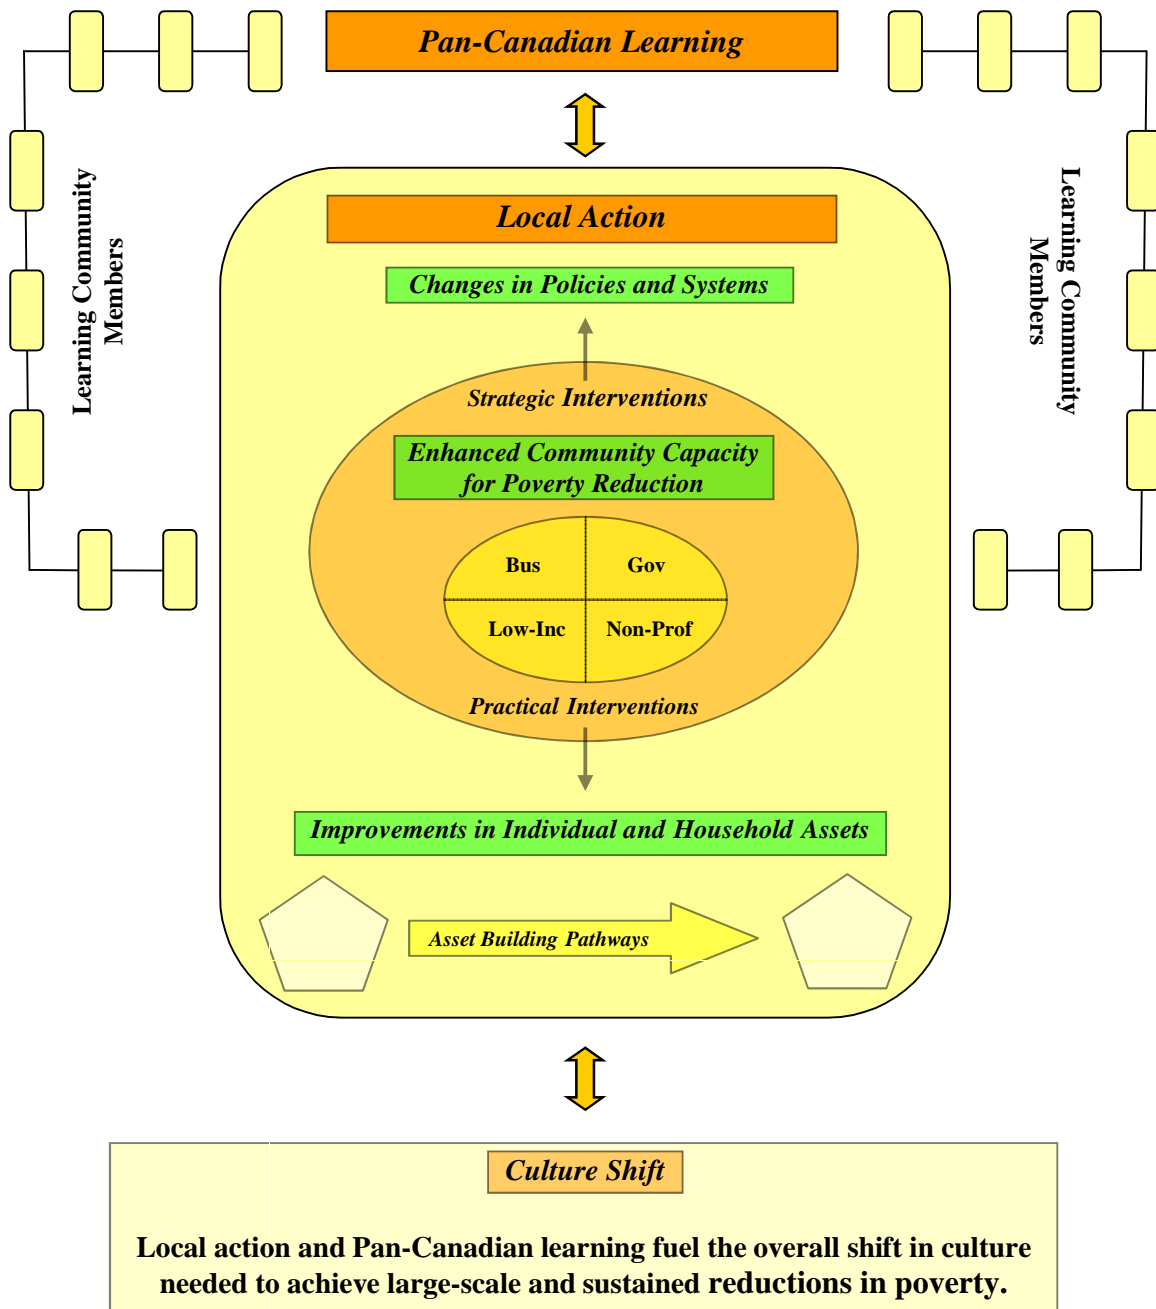 Pan-Canadian Learning
Learning Community
Members
Learning Community
Members
Local Action
Changes in Policies and Systems
Strategic Interventions
Enhanced Community Capacity
for Poverty Reduction
Bus
Gov
Low-Inc
Non-Prof
Practical Interventions
Improvements in Individual and Household Assets
Asset Building Pathways
Culture Shift
Local action and Pan-Canadian learning fuel the overall shift in culture
needed to achieve large-scale and sustained reductions in poverty.